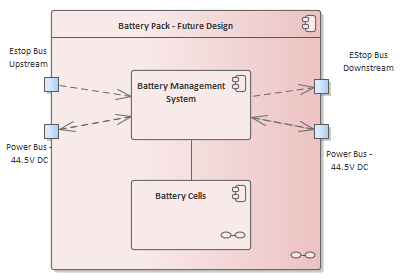 Battery Pack - Future Design
Estop Bus
Upstream
EStop Bus
Downstream
Battery Management
System
Power Bus -
44.5V DC
Power Bus -
44.5V DC
Battery Cells